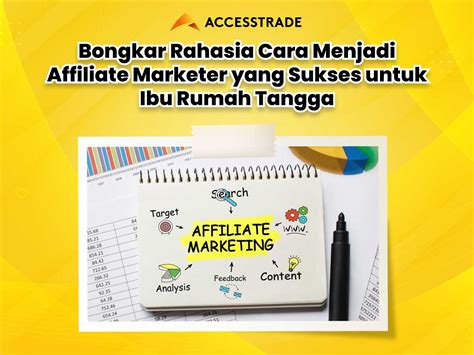 ACCESSTRADE
Bongkar Rahasia Cara Menjadi
Affiliate Marketer yang Sukses untuk
Ibu Rumah Tangga
Search
Target
WWW.
AFFILIATE
MARKETING
Analysis
Feedback
Content